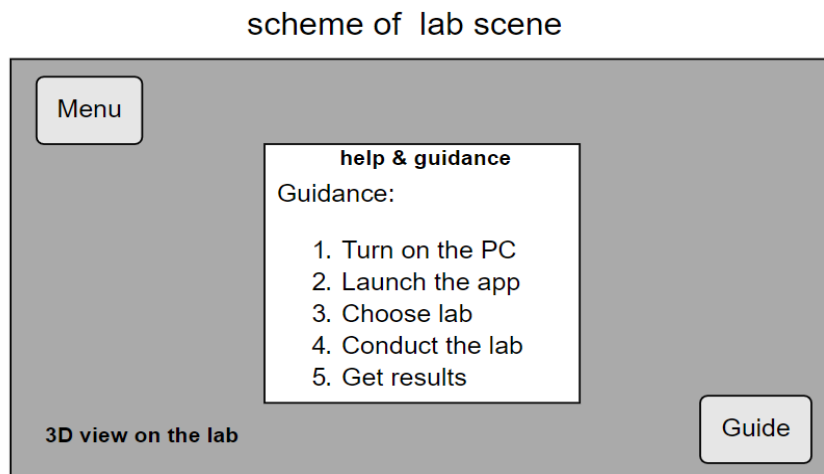 scheme of lab scene
Menu
help & guidance
Guidance:
1. Turn on the PC
2. Launch the app
3. Choose lab
4. Conduct the lab
5. Get results
3D view on the lab
Guide